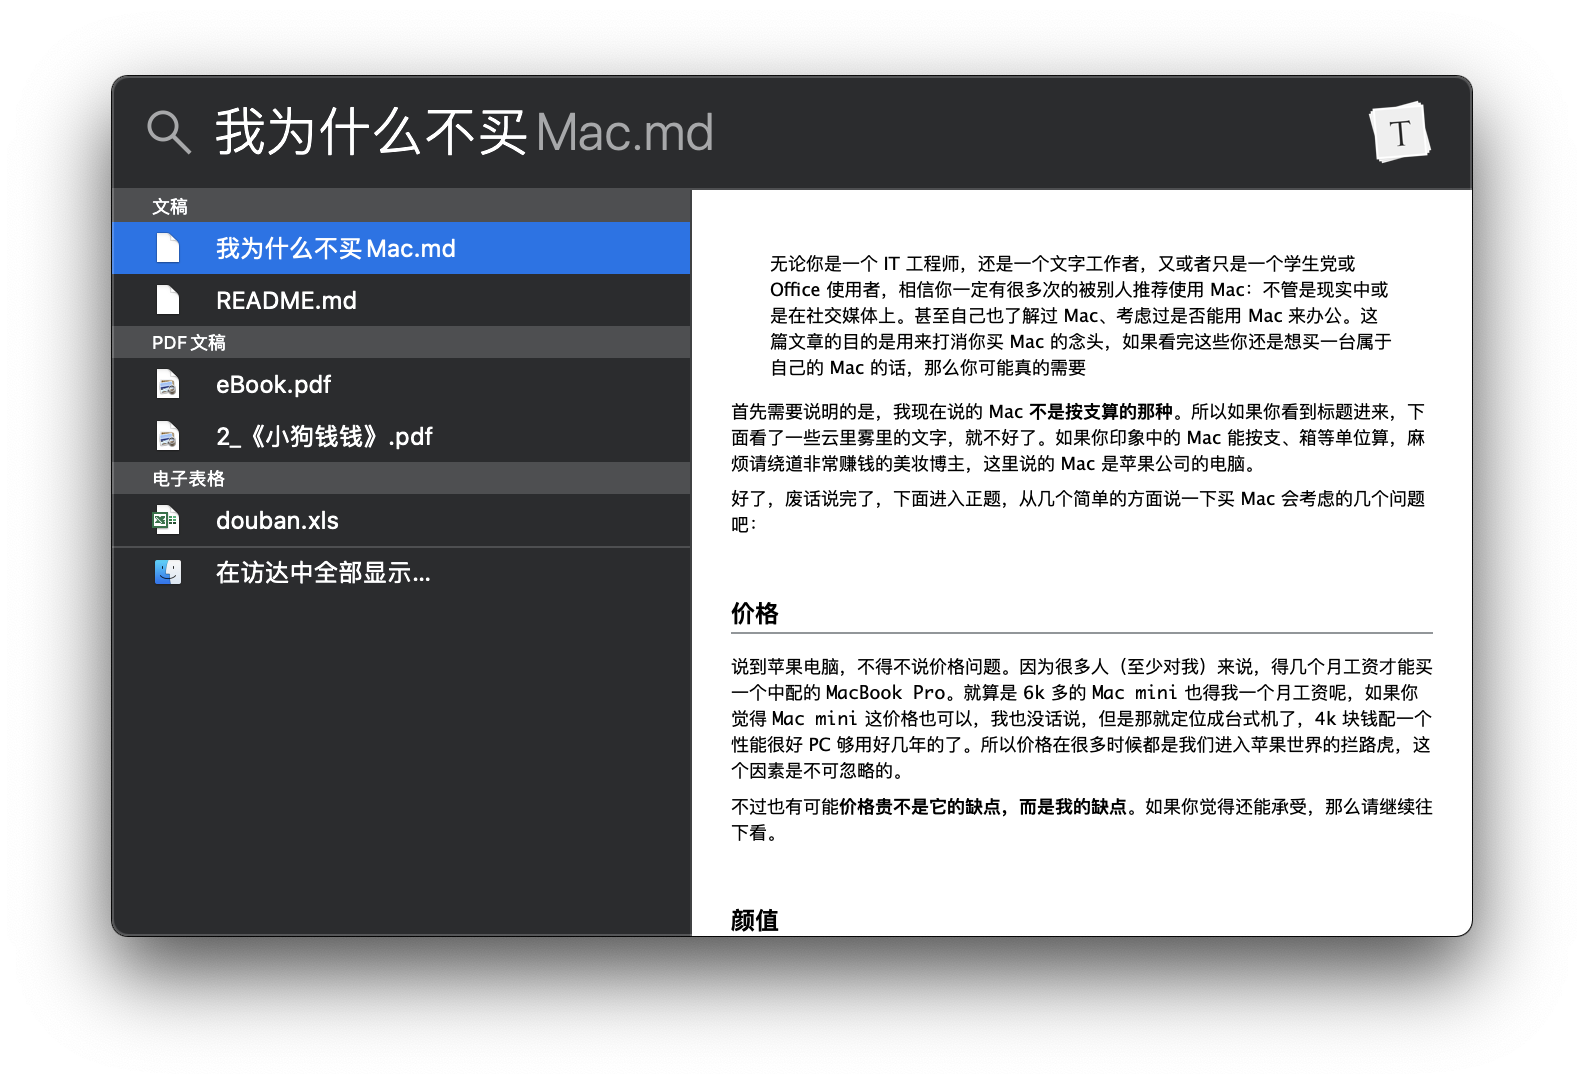 我为什么不买Mac.md
T
文稿
我为什么不买Mac.md
README.md
PDF文稿
eBook.pdf
2_《小狗钱钱》.pdf
电子表格
douban.xls
在访达中全部显示...
无论你是一个 IT 工程师，还是一个文字工作者，又或者只是一个学生党或
Office 使用者，相信你一定有很多次的被别人推荐使用 Mac：不管是现实中或
是在社交媒体上。甚至自己也了解过 Mac、考虑过是否能用 Mac 来办公。这
篇文章的目的是用来打消你买 Mac 的念头，如果看完这些你还是想买一台属于
自己的 Mac 的话，那么你可能真的需要
首先需要说明的是，我现在说的 Mac 不是按支算的那种。所以如果你看到标题进来，下
面看了一些云里雾里的文字，就不好了。如果你印象中的 Mac 能按支、箱等单位算，麻
烦请绕道非常赚钱的美妆博主，这里说的 Mac 是苹果公司的电脑。
好了，废话说完了，下面进入正题，从几个简单的方面说一下买 Mac 会考虑的几个问题
吧：
价格
说到苹果电脑，不得不说价格问题。因为很多人（至少对我）来说，得几个月工资才能买
一个中配的 MacBook Pro。就算是 6k 多的 Mac mini 也得我一个月工资呢，如果你
觉得 Mac mini 这价格也可以，我也没话说，但是那就定位成台式机了，4k 块钱配一个
性能很好 PC 够用好几年的了。所以价格在很多时候都是我们进入苹果世界的拦路虎，这
个因素是不可忽略的。
不过也有可能价格贵不是它的缺点，而是我的缺点。如果你觉得还能承受，那么请继续往
下看。
颜值